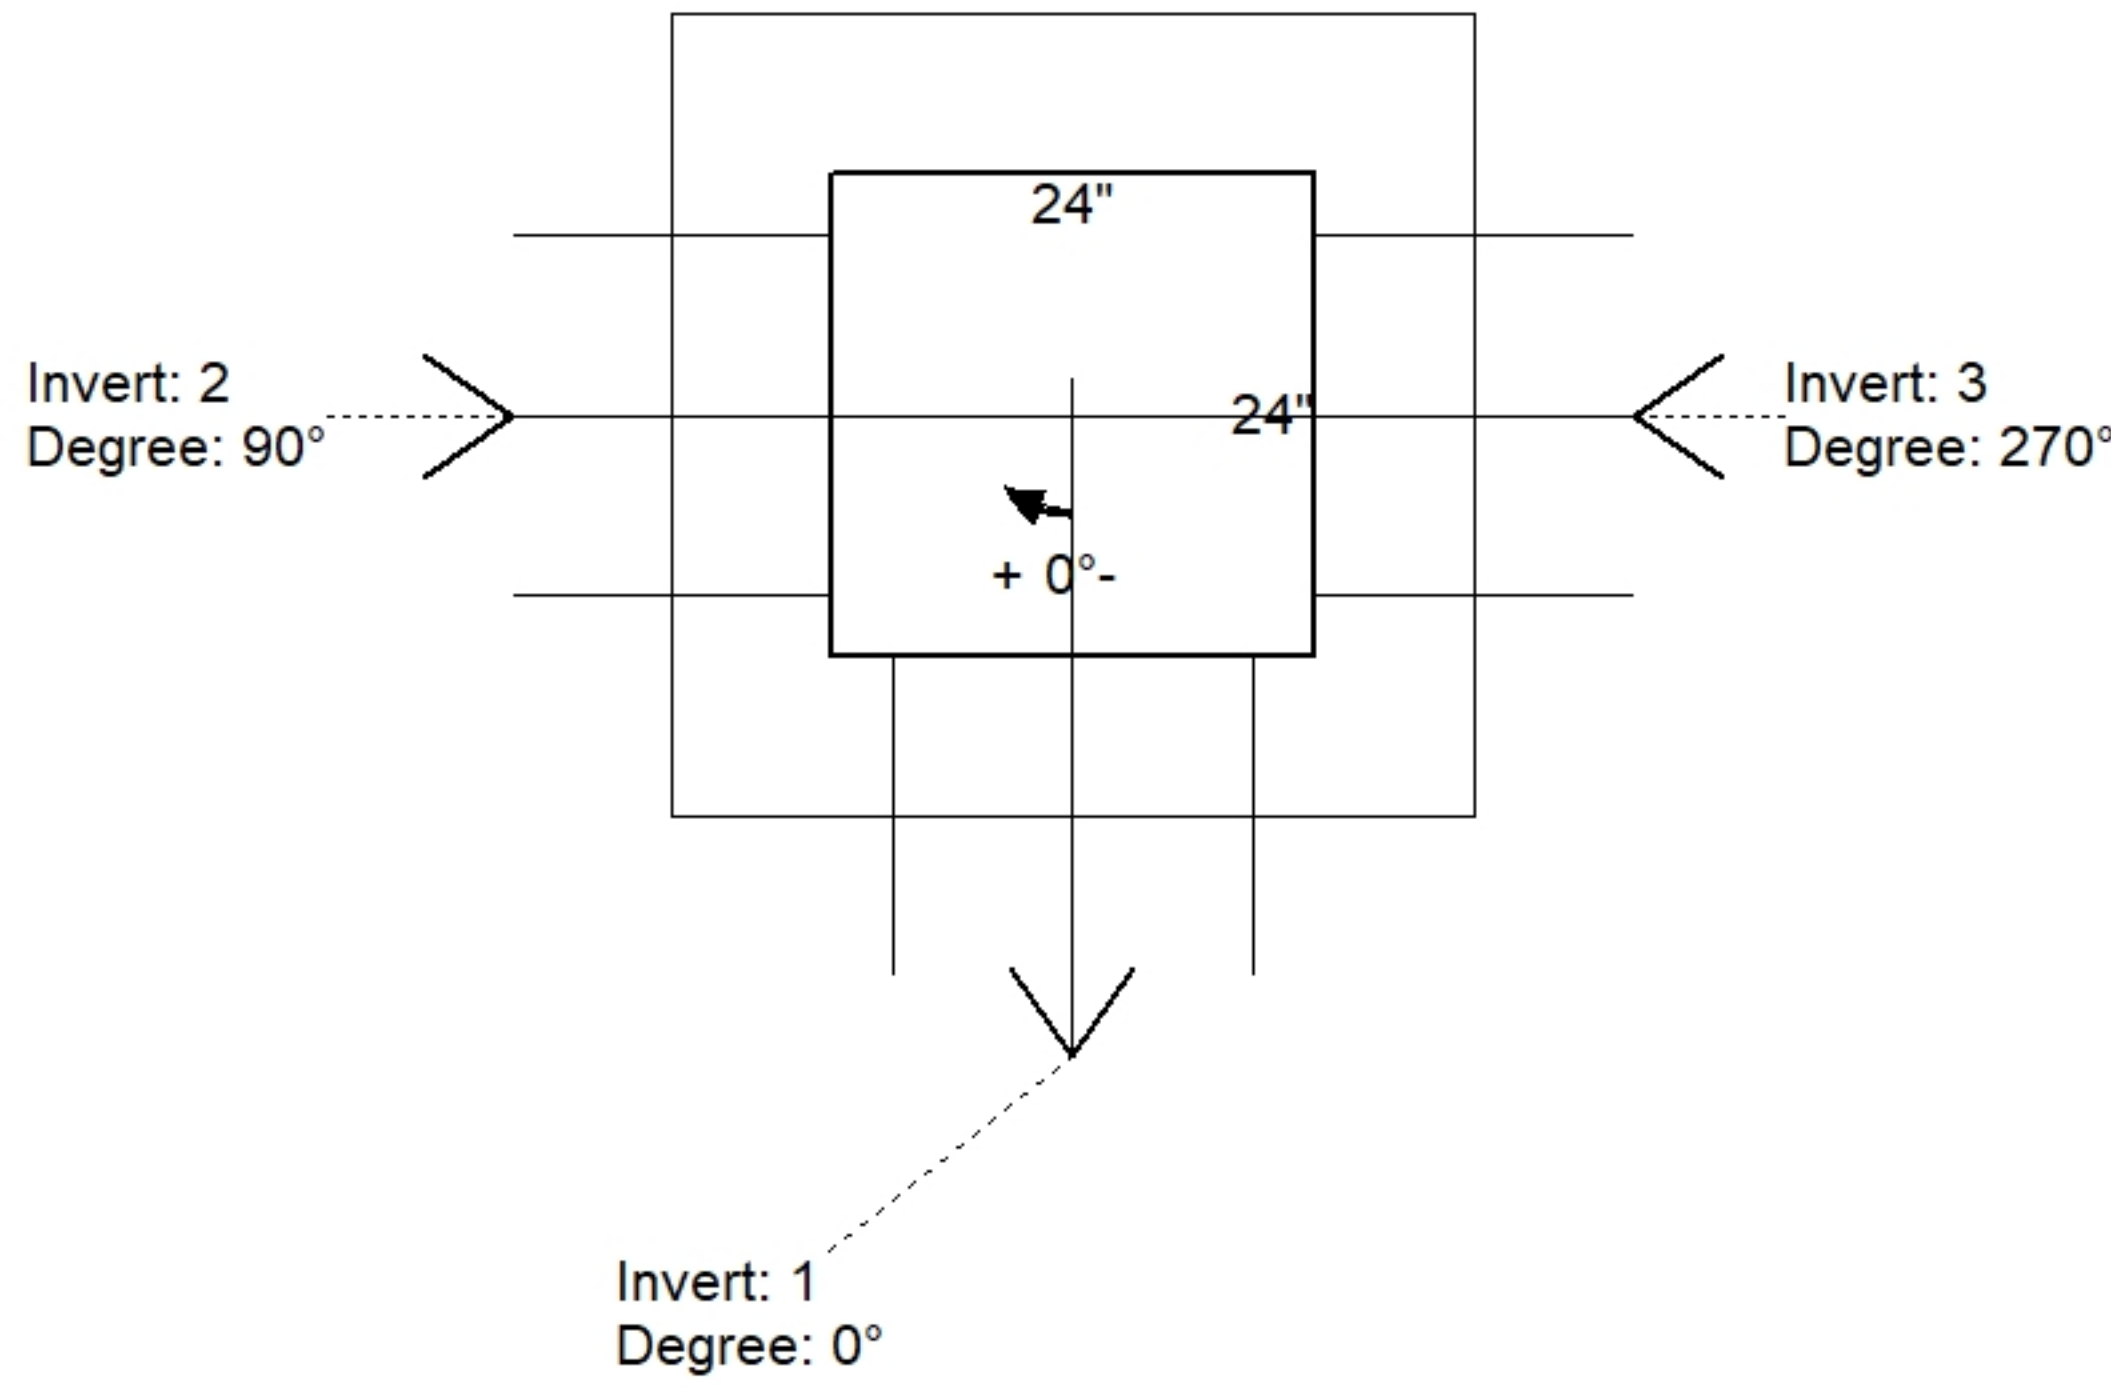 24"
Invert: 2
Degree: 90°
24"
Invert: 3
Degree: 270°
+ 0°-
Invert: 1
Degree: 0°